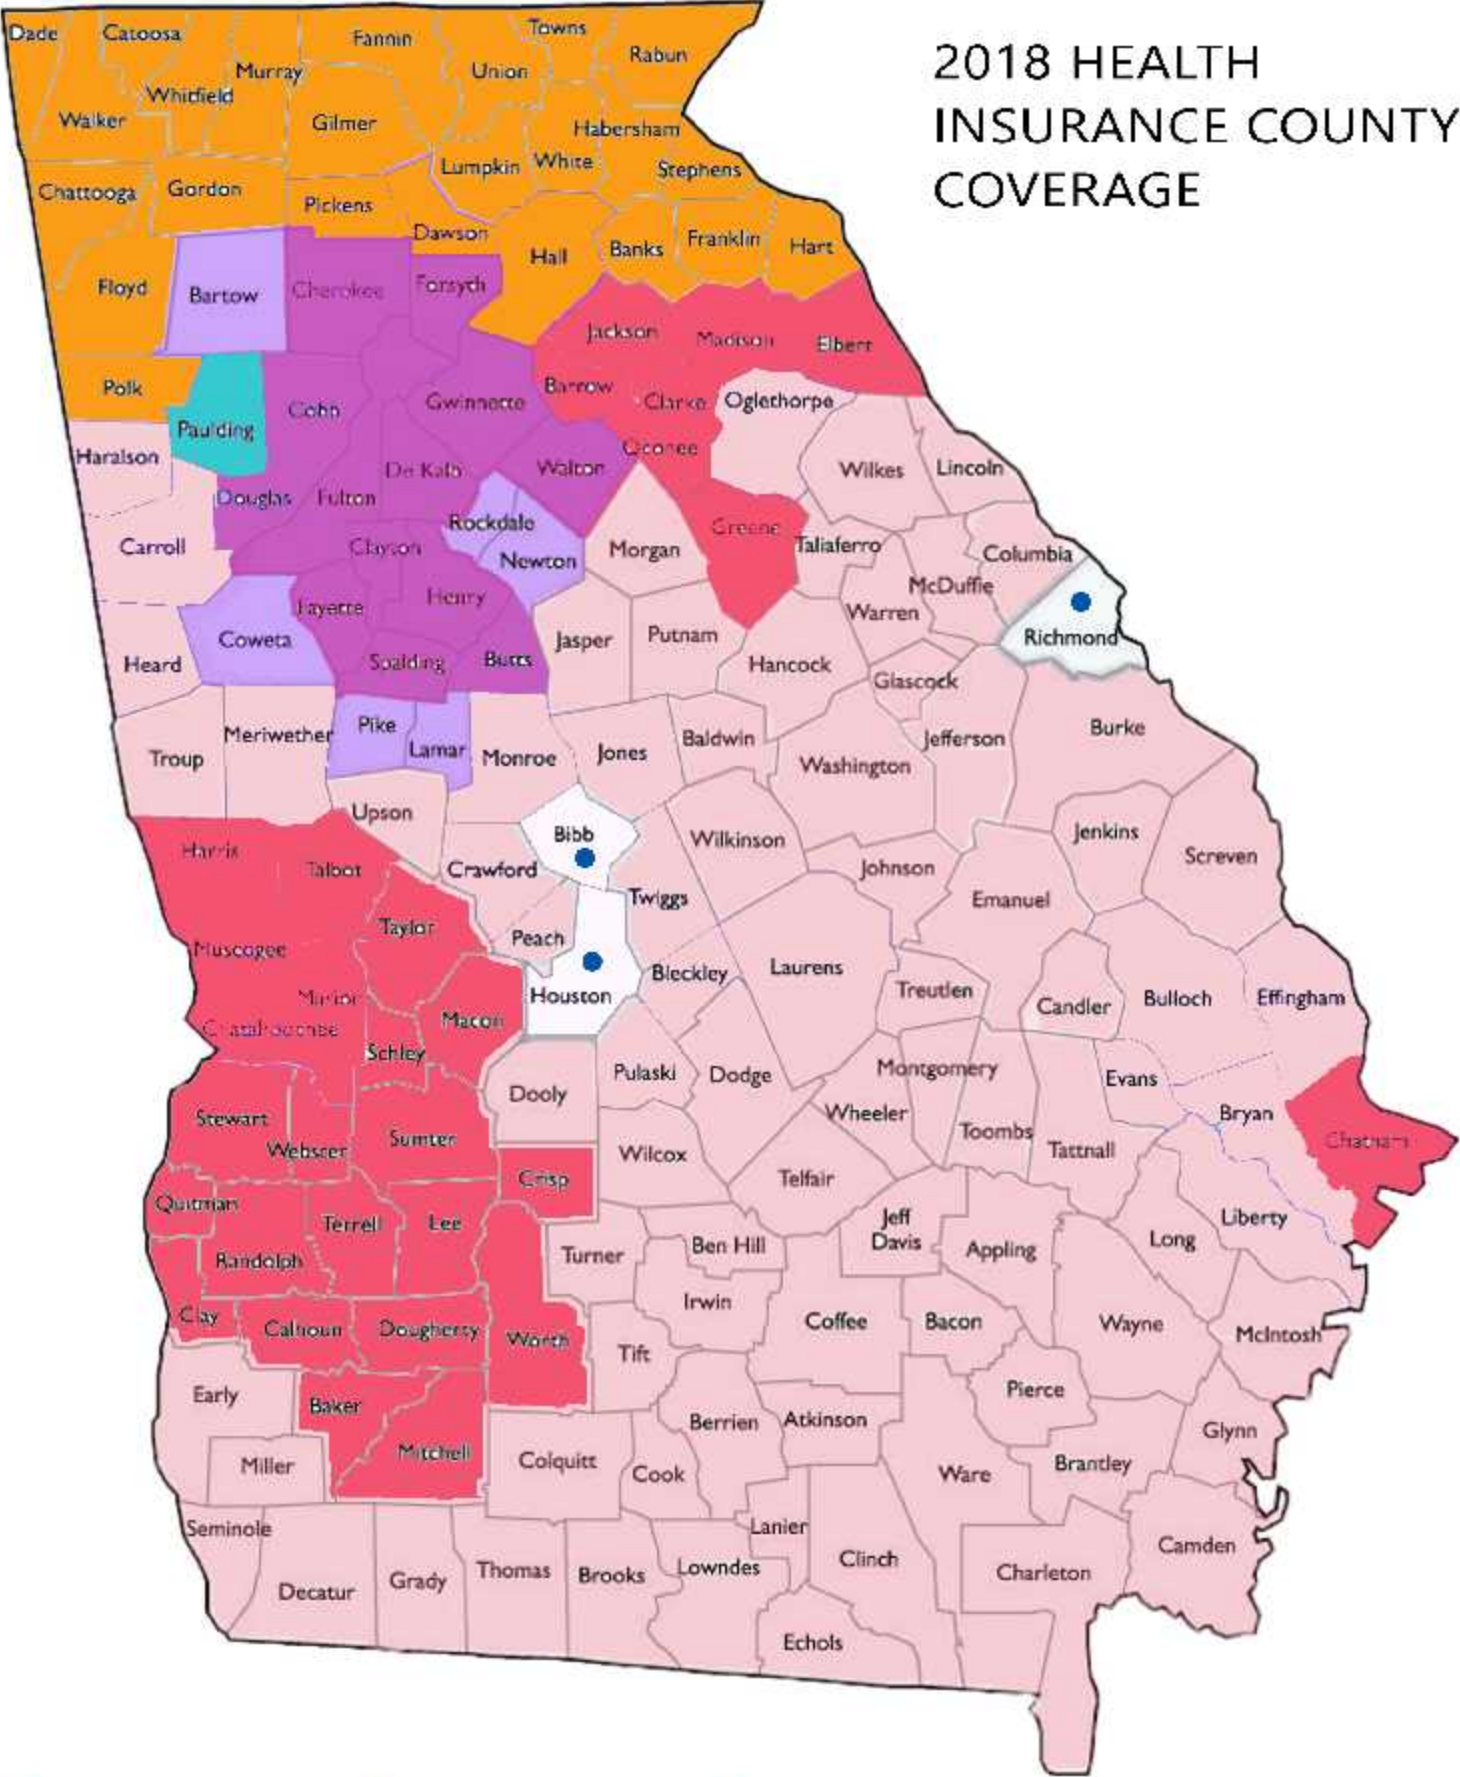 2018 HEALTH
INSURANCE COUNTY
COVERAGE
Dade
Catoosa
Fannin
Towns
Rabun
Murray
Union
Whitfield
Walker
Gilmer
Habersham
Lumpkin
White
Stephens
Chattooga
Gordon
Pickens
Dawson
Hall
Banks
Franklin
Hart
Floyd
Bartow
Cherokee
Forsyth
Jackson
Madison
Elbert
Polk
Paulding
Cobb
Gwinnette
Barrow
Clarke
Oglethorpe
Haralson
De Kalb
Walton
Oconee
Wilkes
Lincoln
Douglas
Fulton
Rockdale
Greene
Carroll
Clayton
Newton
Morgan
Taliaferro
Columbia
McDuffie
Fayette
Henry
Warren
Coweta
Jasper
Putnam
Richmond
Heard
Spalding
Butts
Hancock
Glascock
Troup
Meriwether
Pike
Lamar
Monroe
Jones
Baldwin
Washington
Jefferson
Burke
Upson
Bibb
Wilkinson
Jenkins
Screven
Harris
Talbot
Crawford
Twiggs
Johnson
Emanuel
Taylor
Peach
Muscogee
Bleckley
Laurens
Marion
Houston
Treutlen
Candler
Bulloch
Effingham
Chatahoochee
Macon
Schley
Dooly
Pulaski
Dodge
Montgomery
Evans
Stewart
Webster
Sumter
Wheeler
Toombs
Tattnall
Bryan
Chatham
Wilcox
Crisp
Telfair
Quitman
Terrell
Lee
Randolph
Turner
Ben Hill
Jeff
Davis
Appling
Long
Liberty
Clay
Calhoun
Dougherty
Worth
Irwin
Tift
Coffee
Bacon
Wayne
McIntosh
Early
Baker
Mitchell
Berrien
Atkinson
Pierce
Glynn
Miller
Colquitt
Cook
Ware
Brantley
Seminole
Decatur
Grady
Thomas
Brooks
Lowndes
Lanier
Clinch
Charleton
Camden
Echols